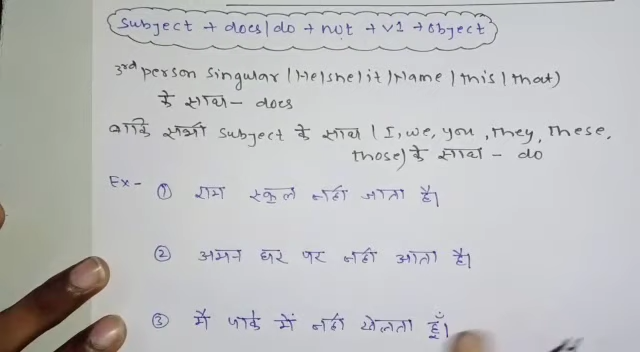 Subject + does/do + not + v1 + object
3rd person singular (He/she/it/Name/this/that)
के साथ - does
बाकि सभी subject के साथ (I, we, you, they, these,
those) के साथ - do
Ex- ① राम स्कूल नहीं जाता है।
② अमन घर पर नहीं आता है।
③ मै पार्क में नहीं खेलता हूँ।